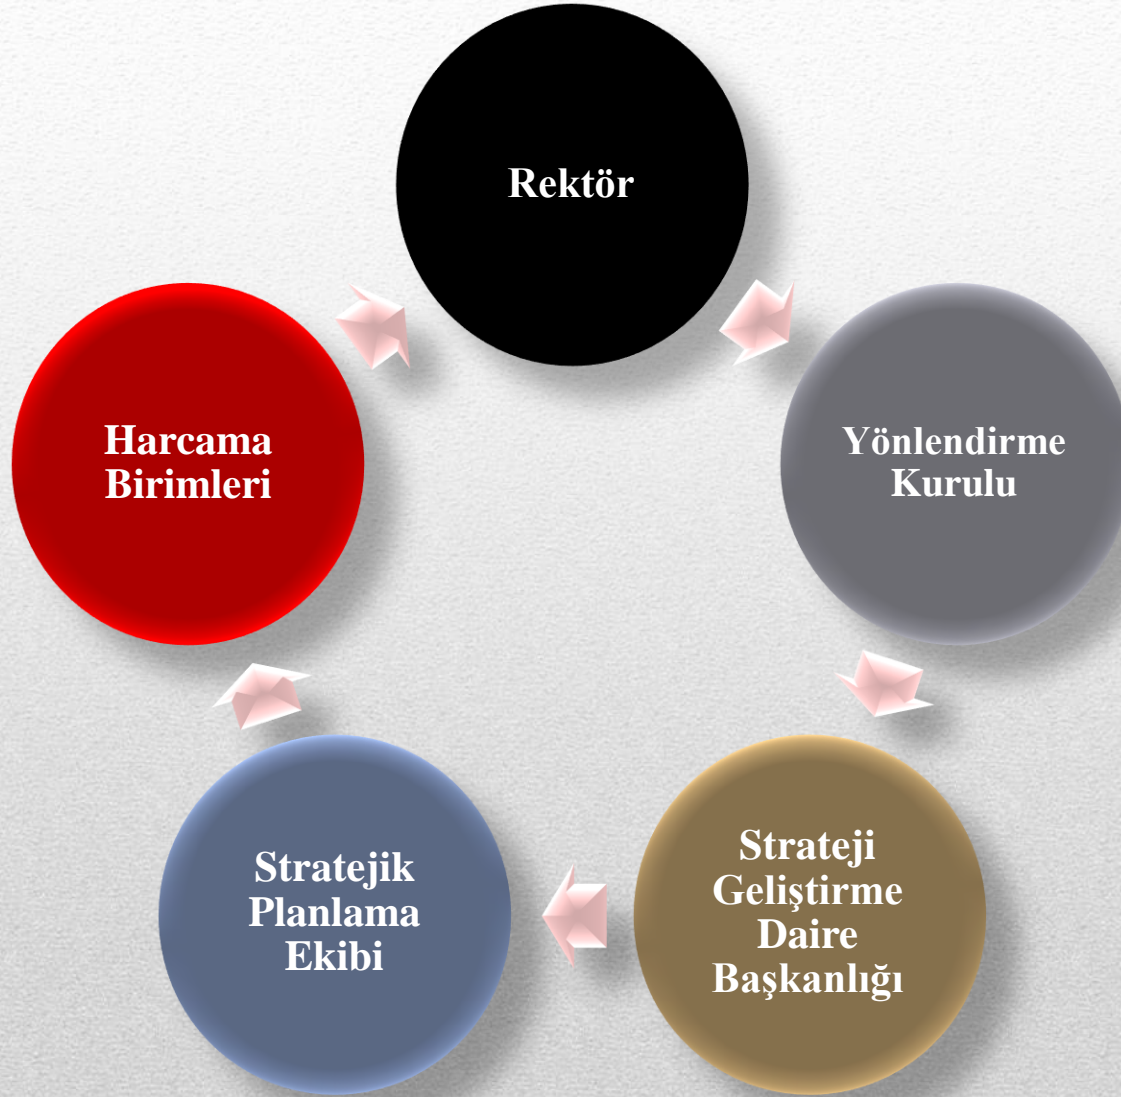 Rektör
Yönlendirme
Kurulu
Strateji
Geliştirme
Daire
Başkanlığı
Stratejik
Planlama
Ekibi
Harcama
Birimleri